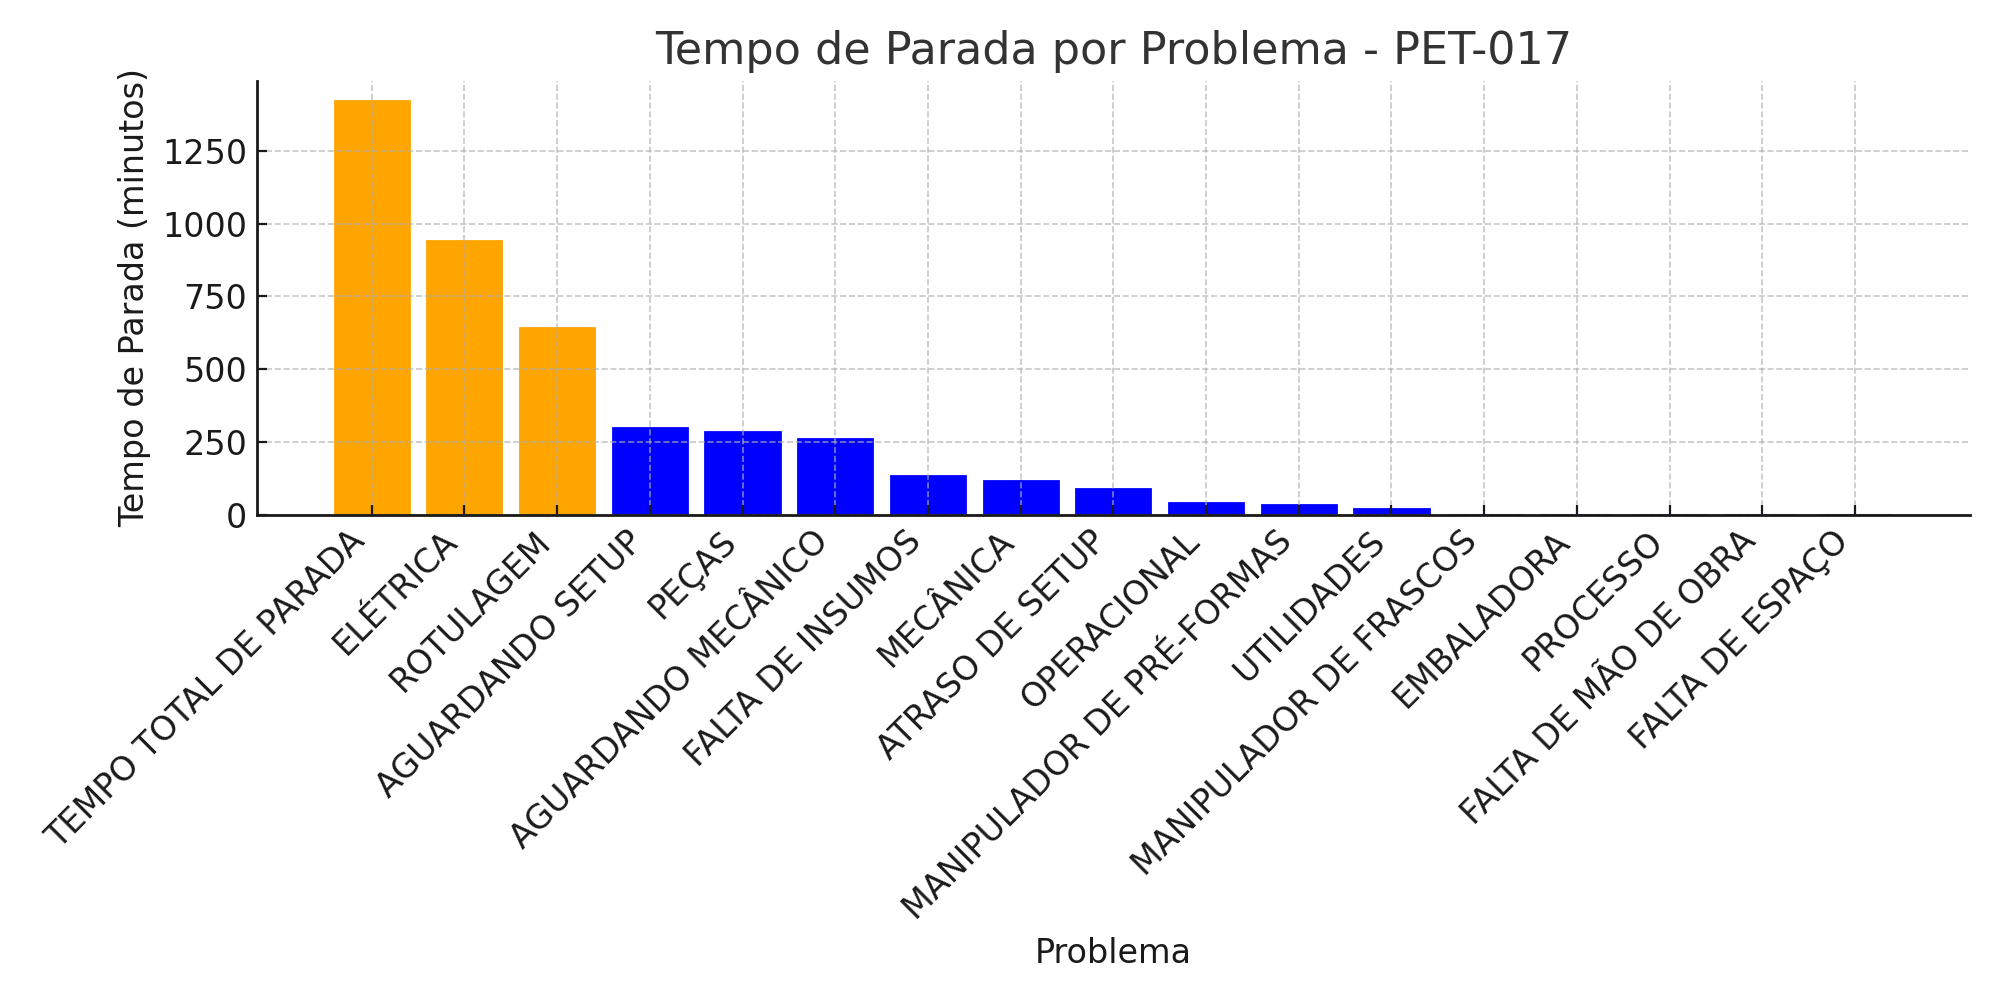 Tempo de Parada por Problema - PET-017
Tempo de Parada (minutos)
1250
1000
750
500
250
0
TEMPO TOTAL DE PARADA
ELÉTRICA
ROTULAGEM
AGUARDANDO SETUP
PEÇAS
AGUARDANDO MECÂNICO
FALTA DE INSUMOS
MECÂNICA
ATRASO DE SETUP
OPERACIONAL
MANIPULADOR DE PRÉ-FORMAS
UTILIDADES
MANIPULADOR DE FRASCOS
EMBALADORA
PROCESSO
FALTA DE MÃO DE OBRA
FALTA DE ESPAÇO
Problema